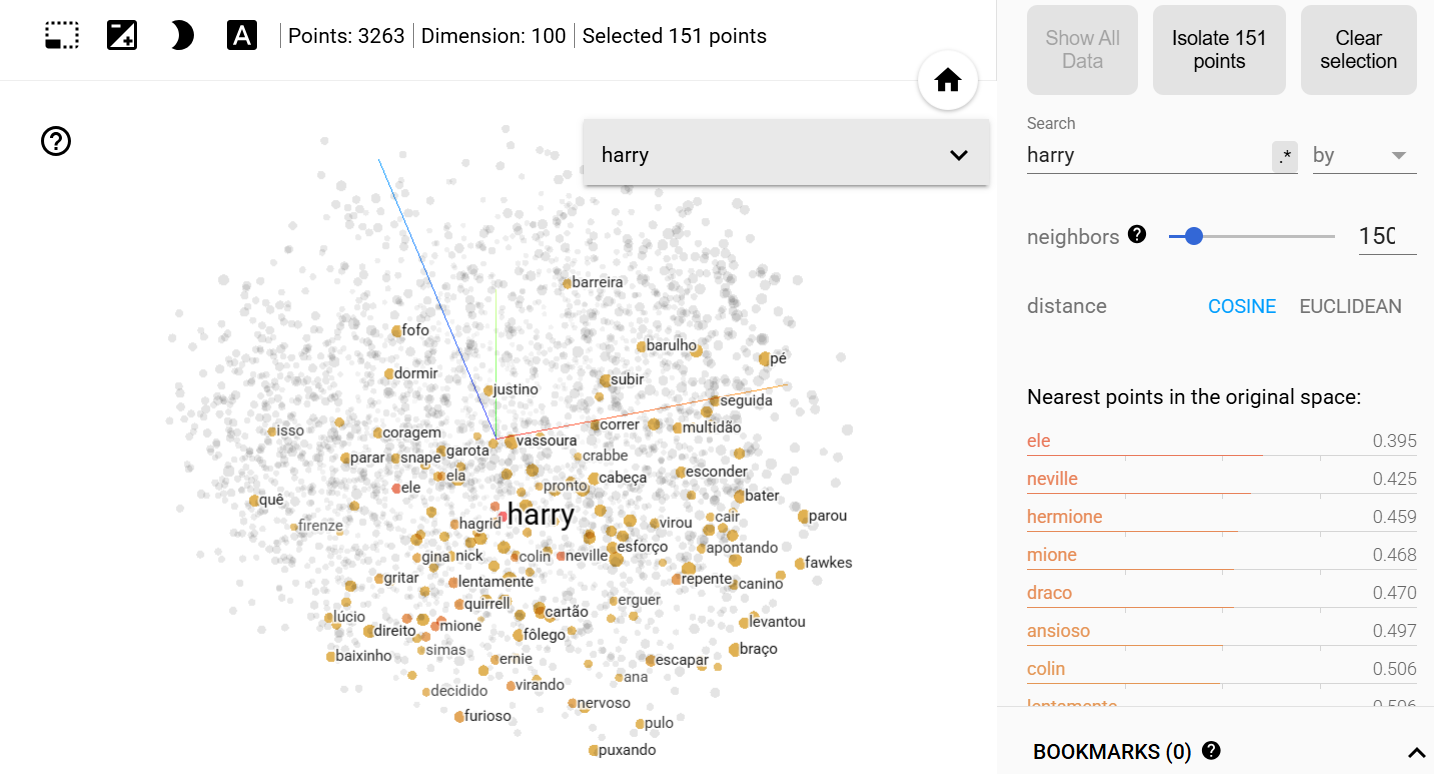 A
Points: 3263 | Dimension: 100 | Selected 151 points
harry
barreira
fofo
barulho
pé
dormir
subir
justino
seguida
correr
multidão
isso
coragem
vassoura
garota
parar
snape
crabbe
ela
cabeça
esconder
ele
pronto
bater
quê
harry
parou
firenze
hagrid
virou
cair
gina
nick
colin
neville
esforço
apontando
fawkes
gritar
lentamente
repente
canino
quirrell
cartão
erguer
lúcio
direito
mione
fôlego
levantou
baixinho
simas
ernie
escapar
braço
decidido
virando
ana
furioso
nervoso
pulo
puxando
Show All Data
Isolate 151 points
Clear selection
Search
harry .* by
neighbors 150
distance COSINE EUCLIDEAN
Nearest points in the original space:
ele 0.395
neville 0.425
hermione 0.459
mione 0.468
draco 0.470
ansioso 0.497
colin 0.506
lentamente 0.506
BOOKMARKS (0)